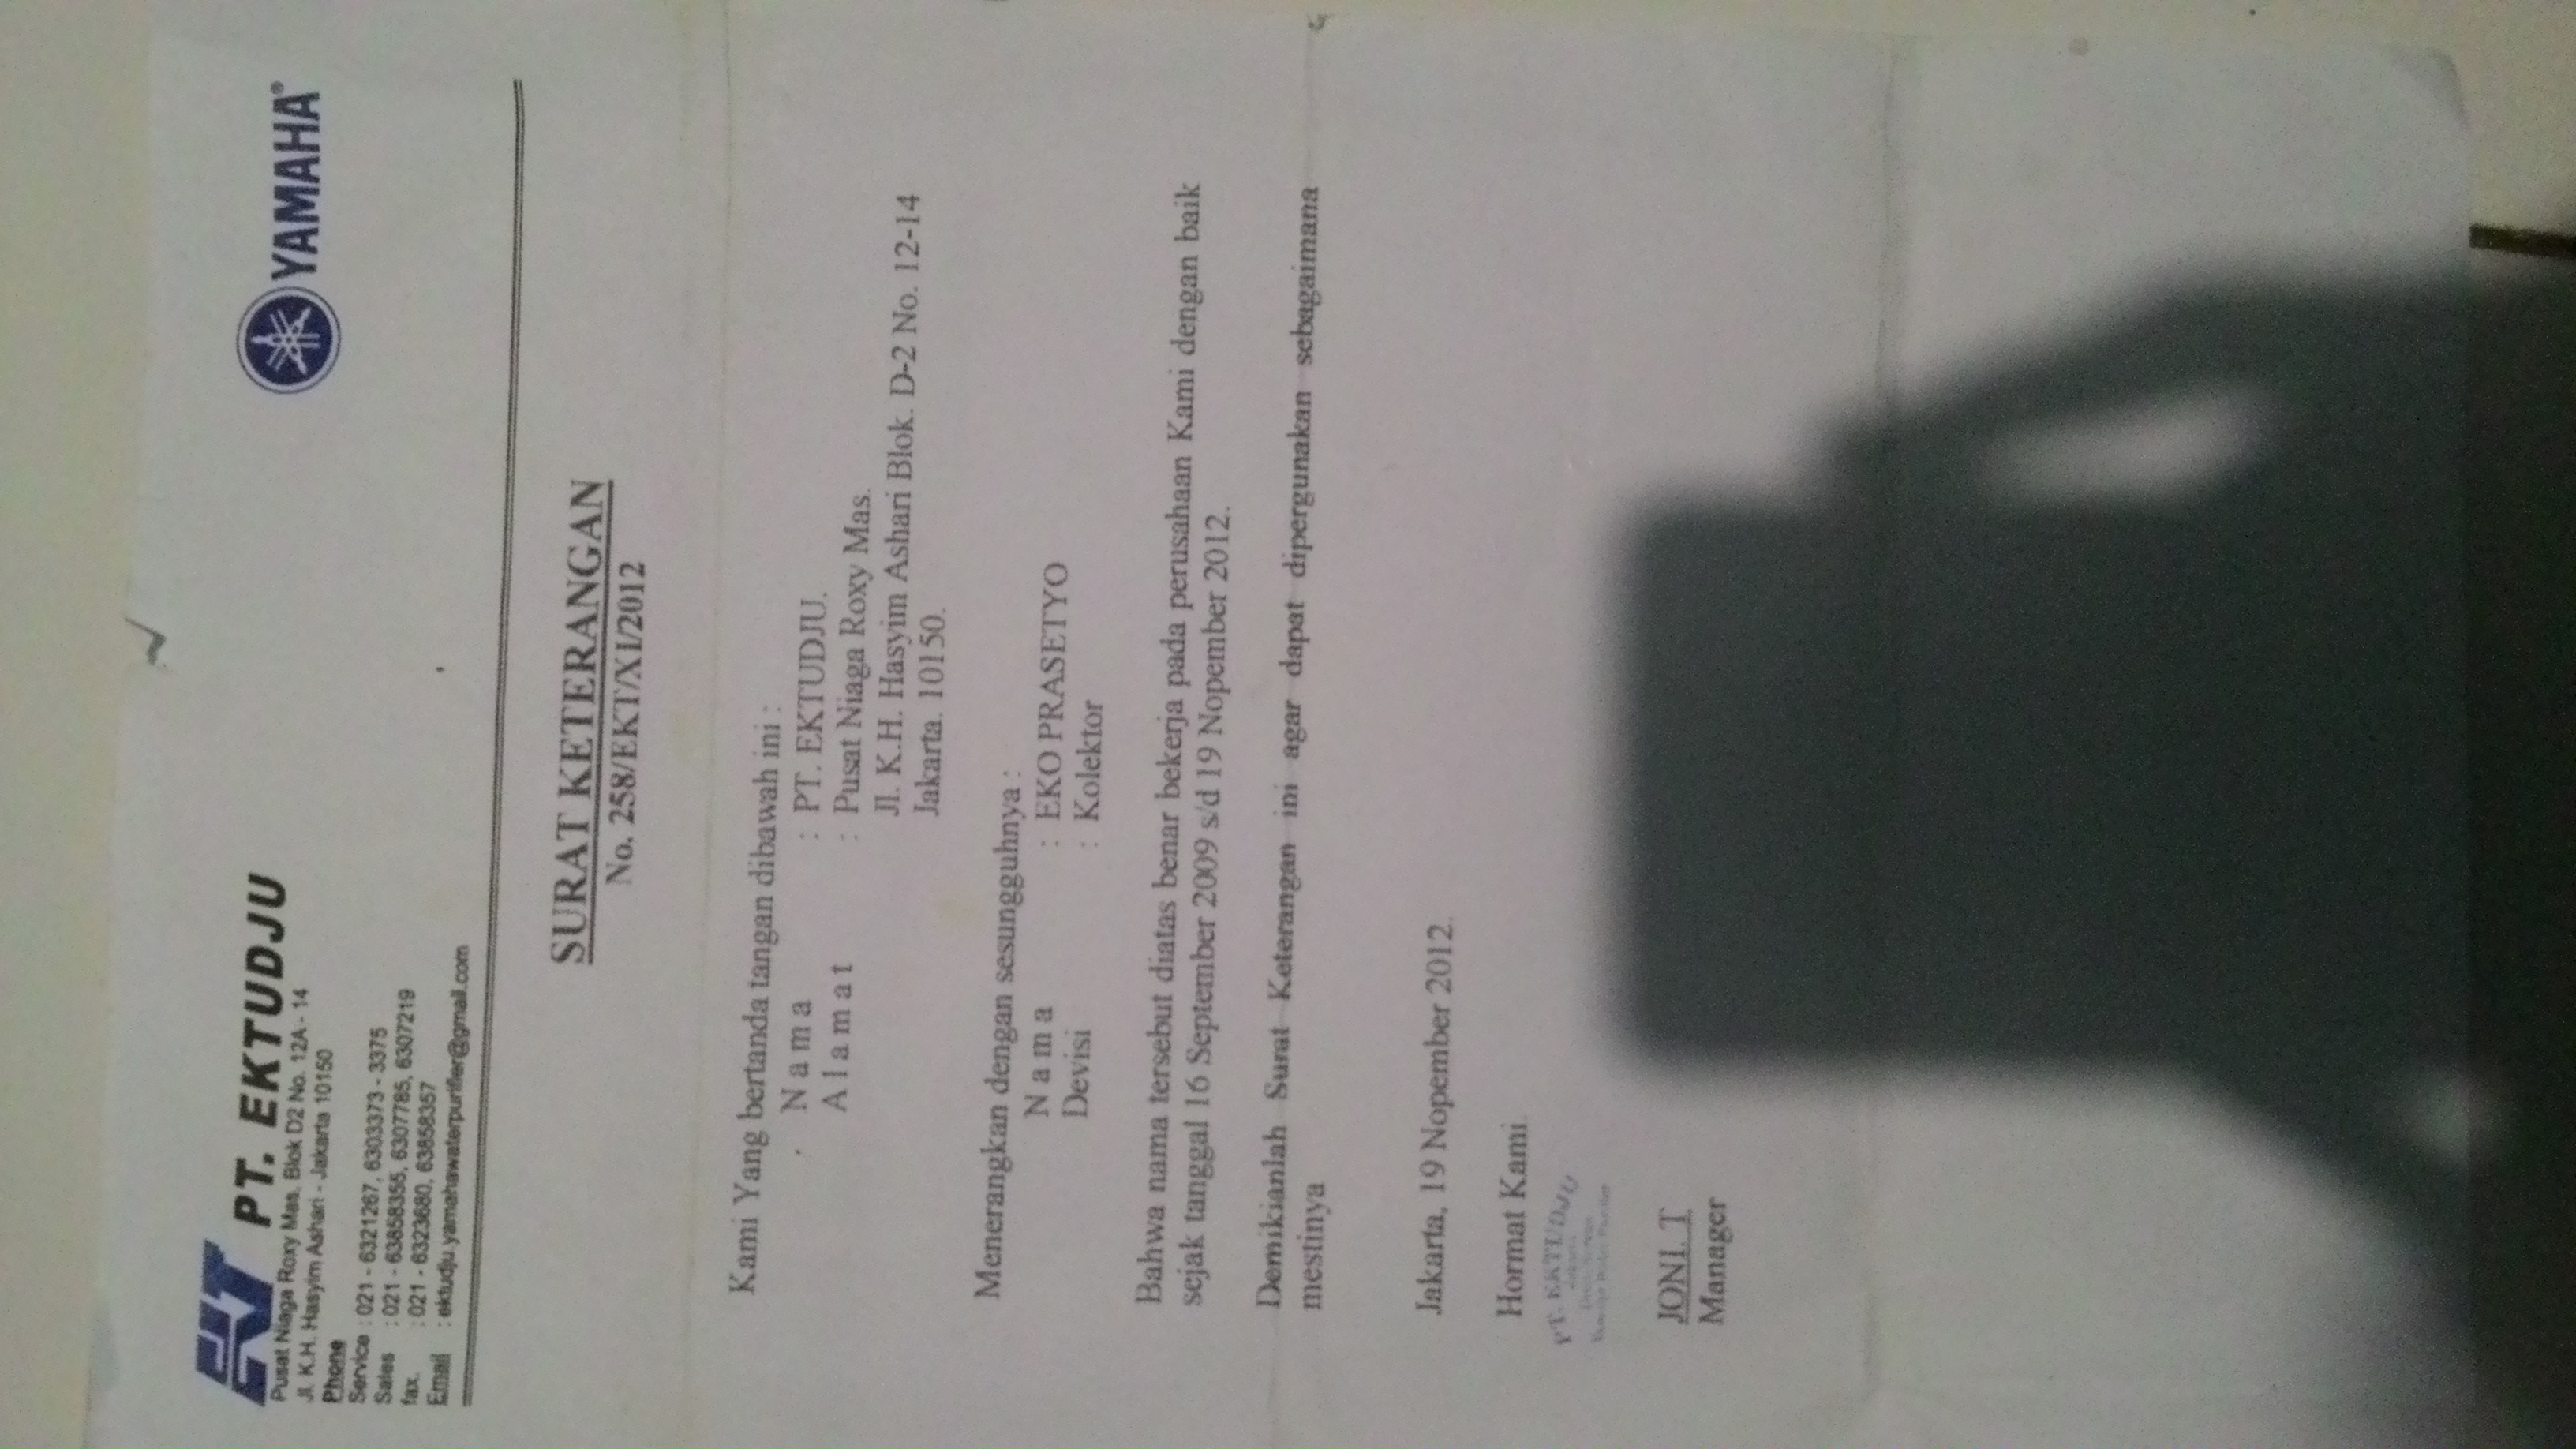 EKT PT. EKTUDJU
Pusat Niaga Roxy Mas, Blok D2 No. 12A - 14
Jl. K.H. Hasyim Ashari - Jakarta 10150
Phone
Service : 021 - 6321267, 6303373 - 3375
Sales : 021 - 63858355, 6307785, 6307219
fax. : 021 - 6323680, 63858357
Email : ektudju.yamahawaterpurifier@gmail.com
YAMAHA®
SURAT KETERANGAN
No. 258/EKT/XI/2012
Kami Yang bertanda tangan dibawah ini :
N a m a : PT. EKTUDJU.
A l a m a t : Pusat Niaga Roxy Mas.
Jl. K.H. Hasyim Ashari Blok. D-2 No. 12-14
Jakarta. 10150.
Menerangkan dengan sesungguhnya :
N a m a : EKO PRASETYO
Devisi : Kolektor
Bahwa nama tersebut diatas benar bekerja pada perusahaan Kami dengan baik
sejak tanggal 16 September 2009 s/d 19 Nopember 2012.
Demikianlah Surat Keterangan ini agar dapat dipergunakan sebagaimana
mestinya
Jakarta, 19 Nopember 2012.
Hormat Kami.
PT. EKTUDJU
Jakarta
Yamaha Water Purifier
JONI. T
Manager